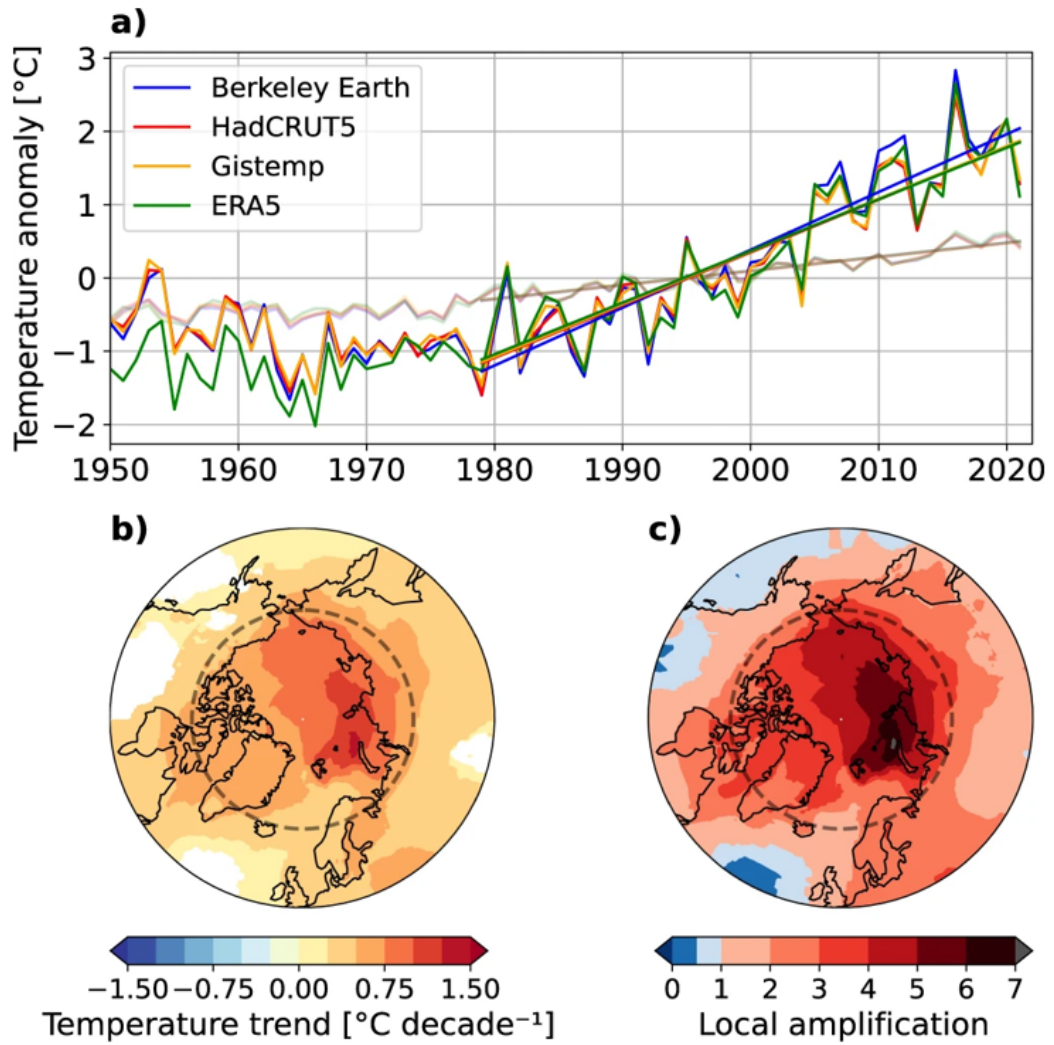 a)
Temperature anomaly [°C]
3
2
1
0
−1
−2
Berkeley Earth
HadCRUT5
Gistemp
ERA5
1950 1960 1970 1980 1990 2000 2010 2020
b)
c)
−1.50 −0.75 0.00 0.75 1.50
Temperature trend [°C decade⁻¹]
0 1 2 3 4 5 6 7
Local amplification